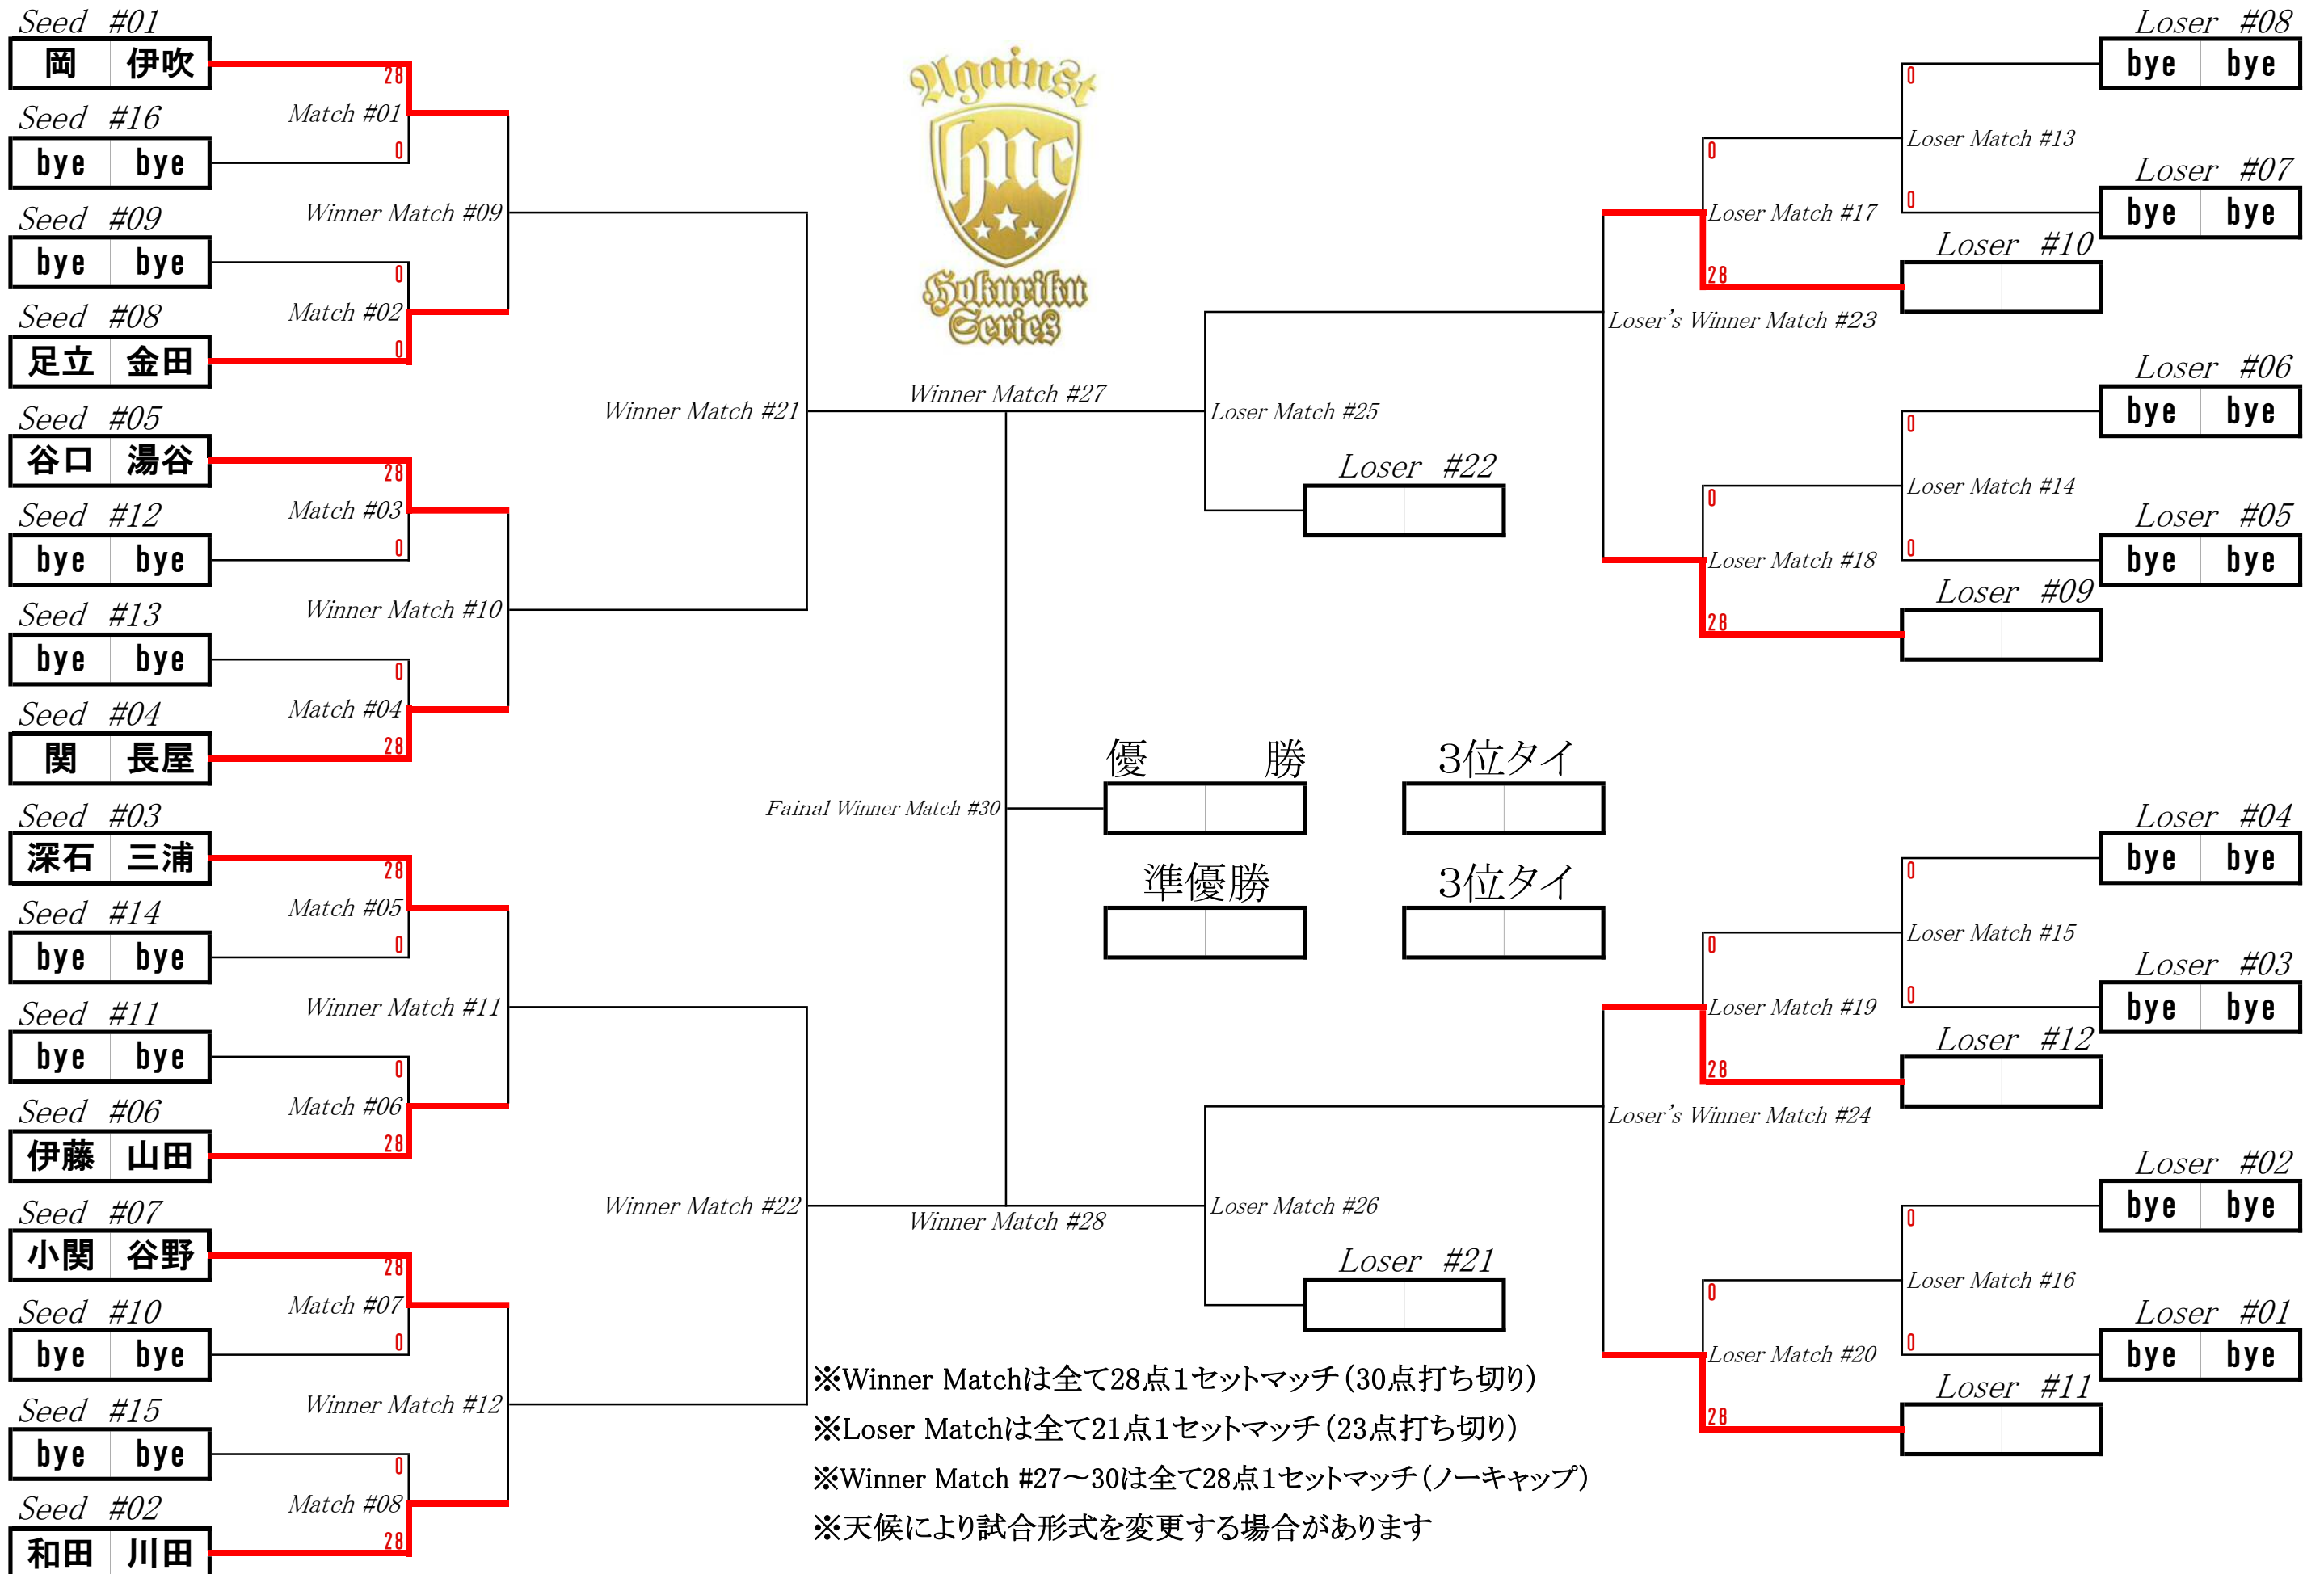 Seed #01
岡 伊吹
28
Match #01
Seed #16
0
bye bye
Winner Match #09
Seed #09
bye bye
0
Match #02
Seed #08
0
足立 金田
Winner Match #21
Seed #05
谷口 湯谷
28
Match #03
Seed #12
0
bye bye
Winner Match #10
Seed #13
bye bye
0
Match #04
Seed #04
28
関 長屋
Seed #03
深石 三浦
28
Match #05
Seed #14
0
bye bye
Winner Match #11
Seed #11
bye bye
0
Match #06
Seed #06
28
伊藤 山田
Winner Match #22
Seed #07
小関 谷野
28
Match #07
Seed #10
0
bye bye
Winner Match #12
Seed #15
bye bye
0
Match #08
Seed #02
28
和田 川田
Against
hmc
Hokuriku
Series
Winner Match #27
Fainal Winner Match #30
Winner Match #28
優 勝
3位タイ
準優勝
3位タイ
Loser Match #25
Loser #22
Loser Match #26
Loser #21
Loser #08
bye bye
0
Loser Match #13
Loser #07
0
bye bye
0
Loser Match #17
Loser #10
28
Loser's Winner Match #23
Loser #06
bye bye
0
Loser Match #14
Loser #05
0
bye bye
0
Loser Match #18
Loser #09
28
Loser #04
bye bye
0
Loser Match #15
Loser #03
0
bye bye
0
Loser Match #19
Loser #12
28
Loser's Winner Match #24
Loser #02
bye bye
0
Loser Match #16
Loser #01
0
bye bye
0
Loser Match #20
Loser #11
28
※Winner Matchは全て28点1セットマッチ（30点打ち切り）
※Loser Matchは全て21点1セットマッチ（23点打ち切り）
※Winner Match #27～30は全て28点1セットマッチ（ノーキャップ）
※天候により試合形式を変更する場合があります